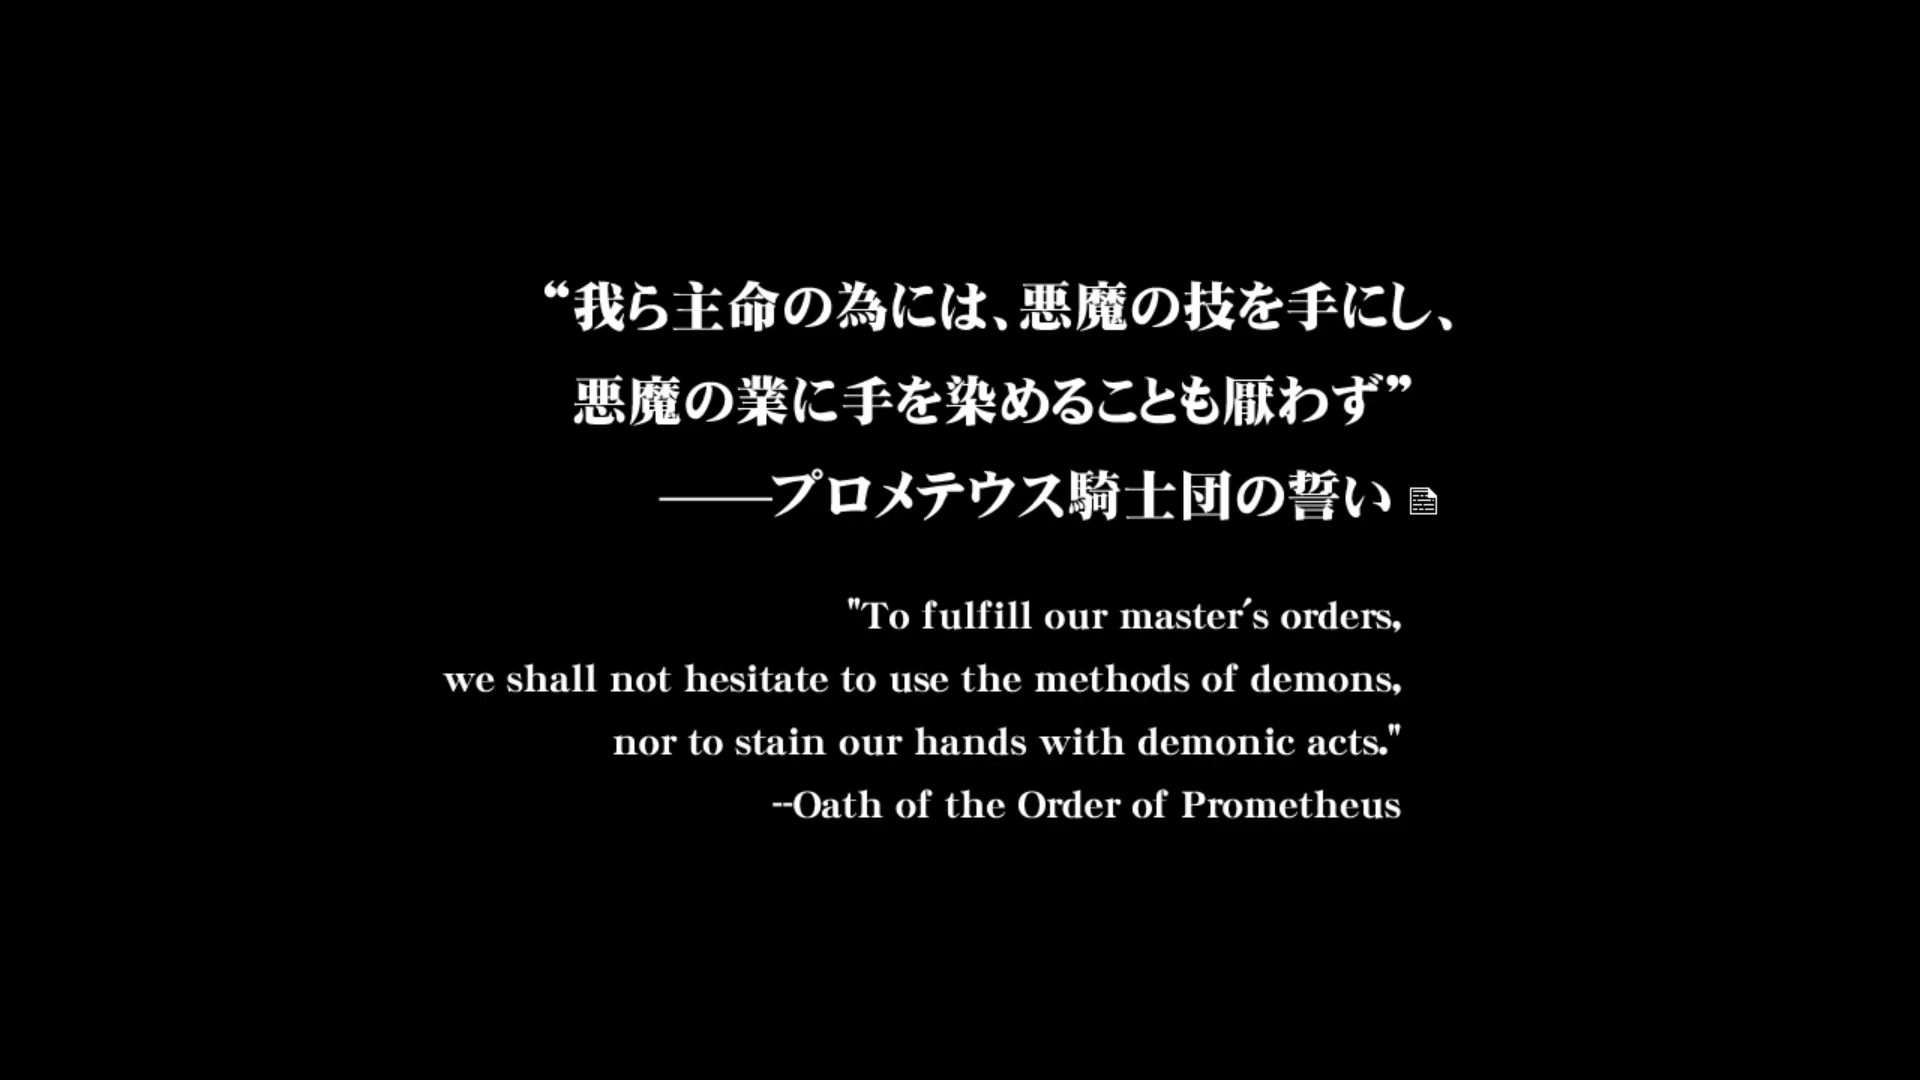 “我ら主命の為には、悪魔の技を手にし、
悪魔の業に手を染めることも厭わず”
――プロメテウス騎士団の誓い
"To fulfill our master's orders,
we shall not hesitate to use the methods of demons,
nor to stain our hands with demonic acts."
--Oath of the Order of Prometheus